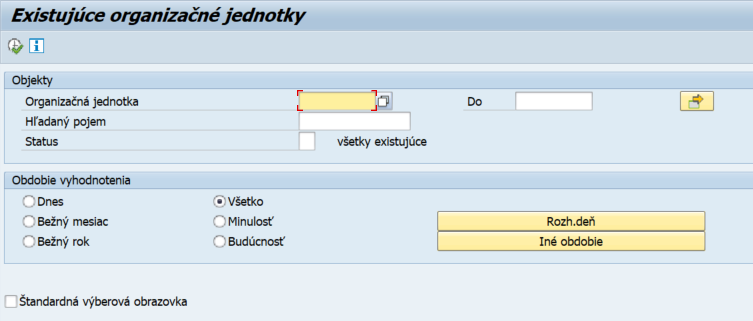 Existujúce organizačné jednotky
Objekty
Organizačná jednotka Do
Hľadaný pojem
Status všetky existujúce
Obdobie vyhodnotenia
Dnes Všetko
Bežný mesiac Minulosť Rozh.deň
Bežný rok Budúcnosť Iné obdobie
Štandardná výberová obrazovka